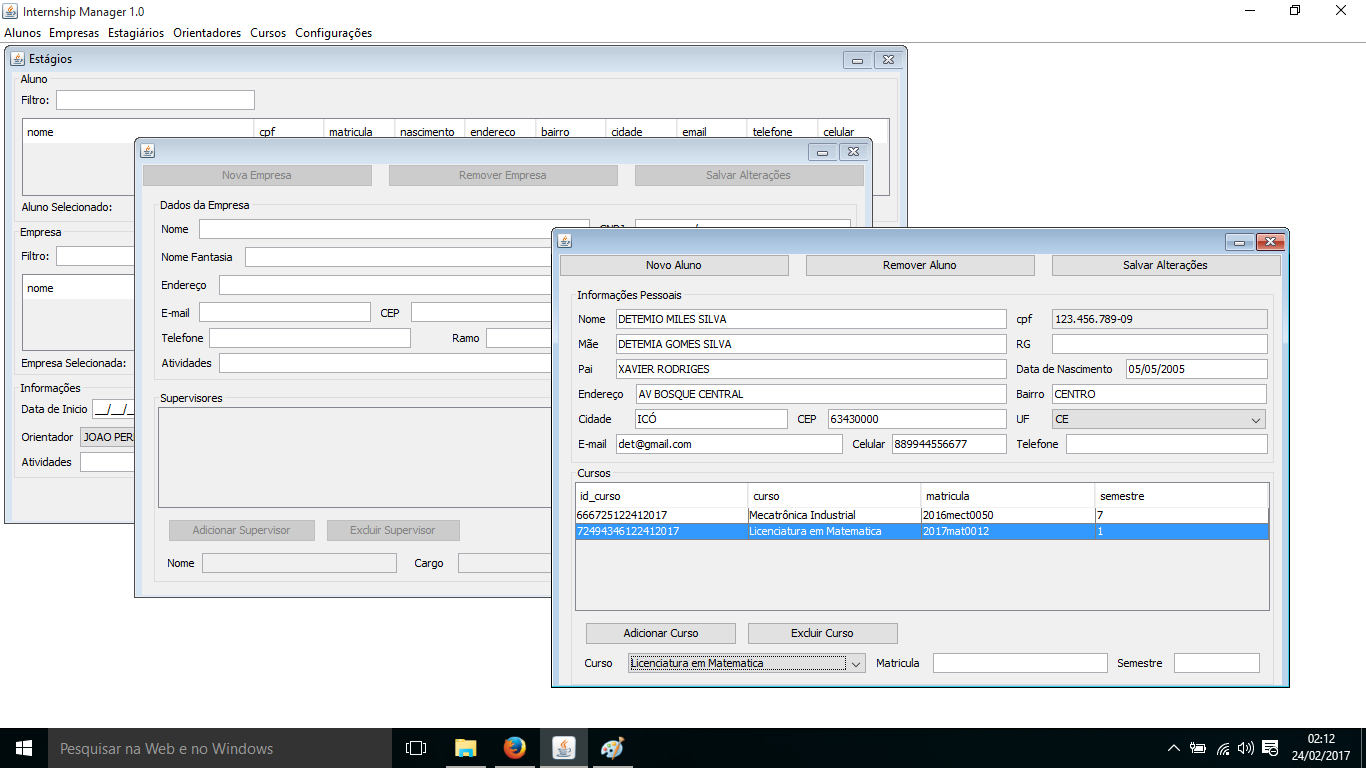 Internship Manager 1.0
Alunos Empresas Estagiários Orientadores Cursos Configurações
Estágios
Aluno
Filtro:
nome cpf matricula nascimento endereco bairro cidade email telefone celular
Aluno Selecionado:
Empresa
Filtro:
nome
Empresa Selecionada:
Informações
Data de Inicio __/__/_
Orientador JOAO PER
Atividades
Nova Empresa Remover Empresa Salvar Alterações
Dados da Empresa
Nome
Nome Fantasia
Endereço
E-mail CEP
Telefone Ramo
Atividades
Supervisores
Adicionar Supervisor Excluir Supervisor
Nome Cargo
Novo Aluno Remover Aluno Salvar Alterações
Informações Pessoais
Nome DETEMIO MILES SILVA cpf 123.456.789-09
Mãe DETEMIA GOMES SILVA RG
Pai XAVIER RODRIGES Data de Nascimento 05/05/2005
Endereço AV BOSQUE CENTRAL Bairro CENTRO
Cidade ICÓ CEP 63430000 UF CE
E-mail det@gmail.com Celular 889944556677 Telefone
Cursos
id_curso curso matricula semestre
666725122412017 Mecatrônica Industrial 2016mect0050 7
72494346122412017 Licenciatura em Matematica 2017mat0012 1
Adicionar Curso Excluir Curso
Curso Licenciatura em Matematica Matricula Semestre
Pesquisar na Web e no Windows
02:12
24/02/2017